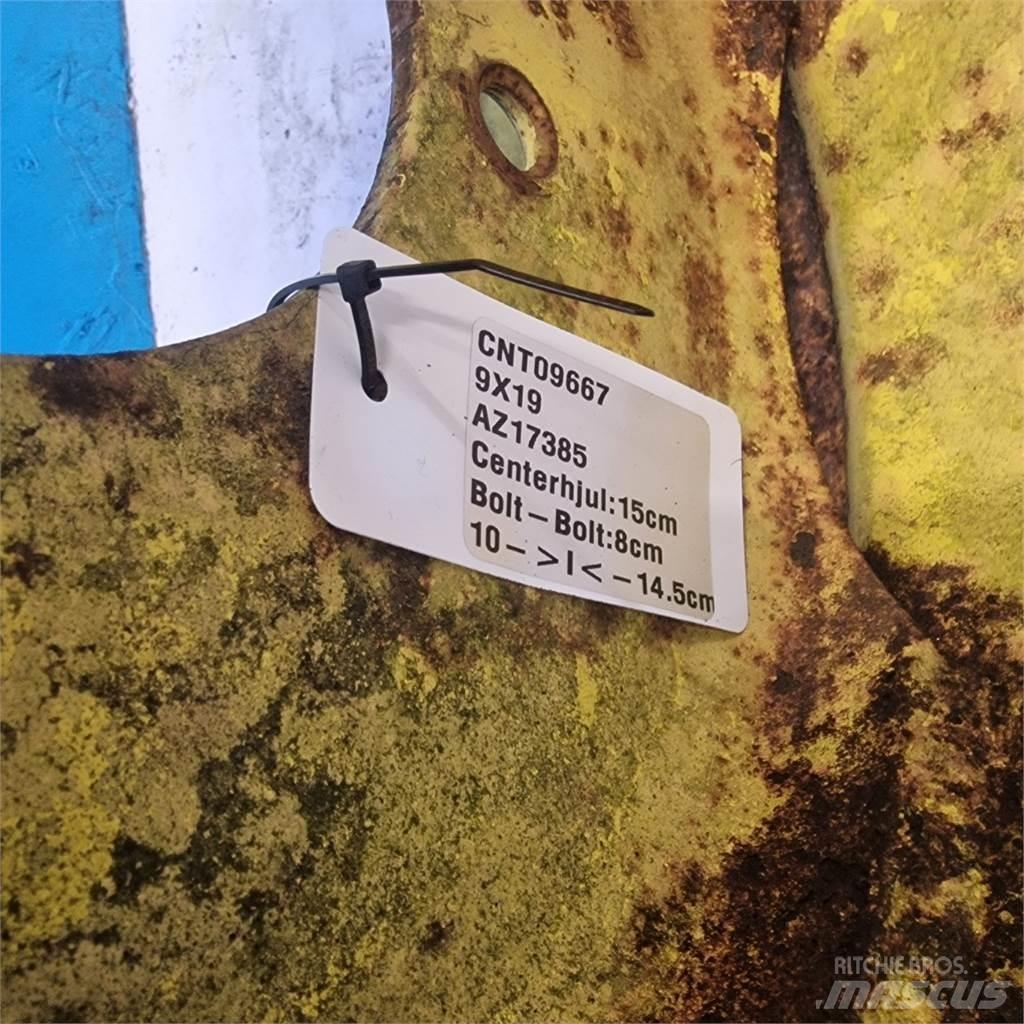 CNT09667
9X19
AZ17385
Centerhjul:15cm
Bolt–Bolt:8cm
10– >I< –14.5cm
RITCHIE BROS.
MASCUS